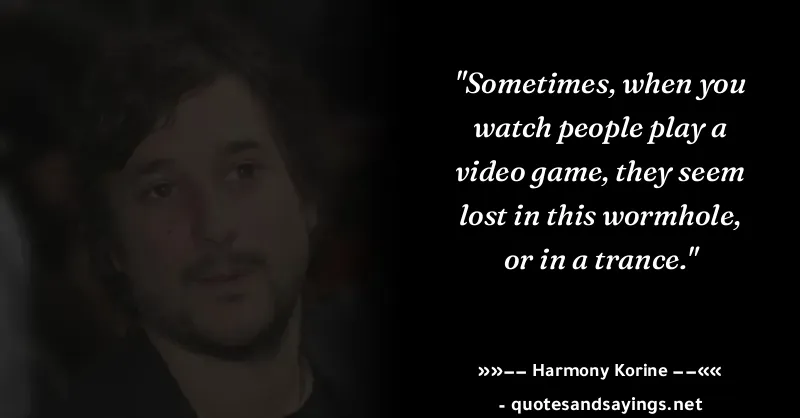 "Sometimes, when you
watch people play a
video game, they seem
lost in this wormhole,
or in a trance."
»»−− Harmony Korine −−««
- quotesandsayings.net